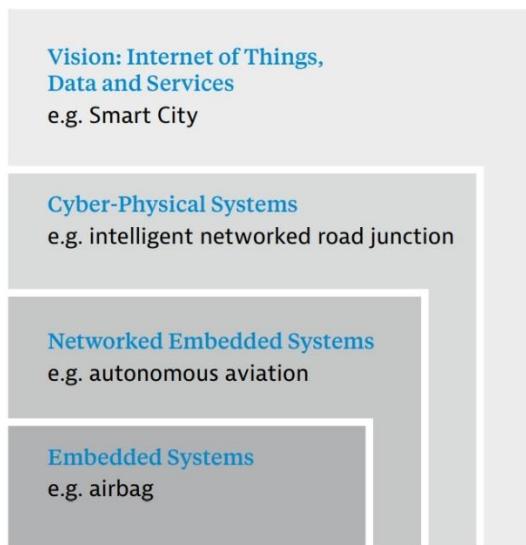 Vision: Internet of Things,
Data and Services
e.g. Smart City
Cyber-Physical Systems
e.g. intelligent networked road junction
Networked Embedded Systems
e.g. autonomous aviation
Embedded Systems
e.g. airbag